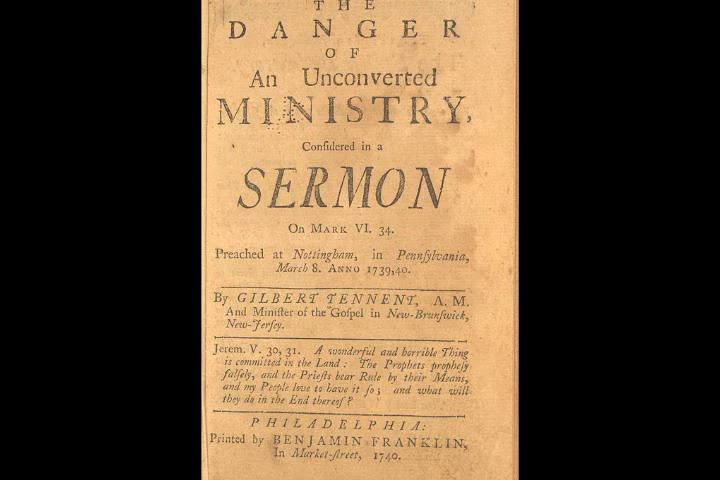 THE
DANGER
OF
An Unconverted
MINISTRY,
Conſidered in a
SERMON
On MARK VI. 34.
Preached at Nottingham, in Pennſylvania,
March 8. ANNO 1739,40.
By GILBERT TENNENT, A. M.
And Miniſter of the Goſpel in New-Brunſwick,
New-Jerſey.
Jerem. V. 30, 31. A wonderful and horrible Thing
is committed in the Land: The Prophets propheſy
falſely, and the Prieſts bear Rule by their Means,
and my People love to have it ſo; and what will
they do in the End thereof?
PHILADELPHIA:
Printed by BENJAMIN FRANKLIN,
In Market-ſtreet, 1740.